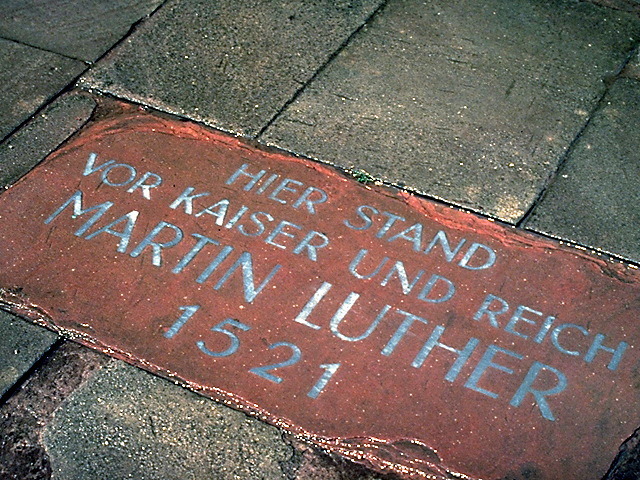 HIER STAND
VOR KAISER UND REICH
MARTIN LUTHER
1521